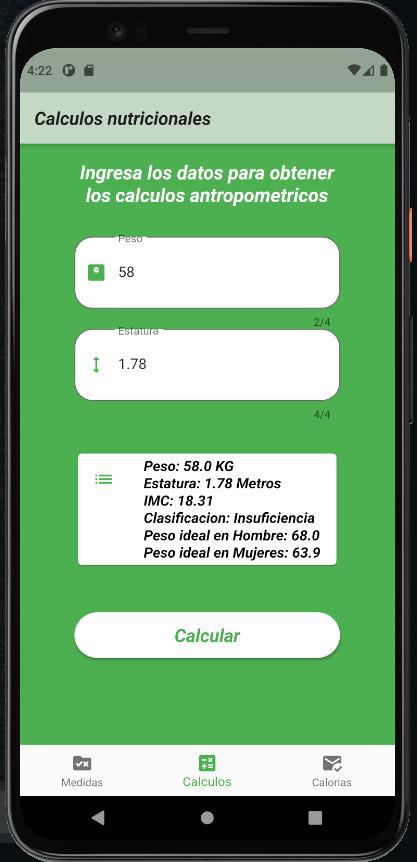 4:22
Calculos nutricionales
Ingresa los datos para obtener
los calculos antropometricos
Peso
58
2/4
Estatura
1.78
4/4
Peso: 58.0 KG
Estatura: 1.78 Metros
IMC: 18.31
Clasificacion: Insuficiencia
Peso ideal en Hombre: 68.0
Peso ideal en Mujeres: 63.9
Calcular
Medidas
Calculos
Calorias